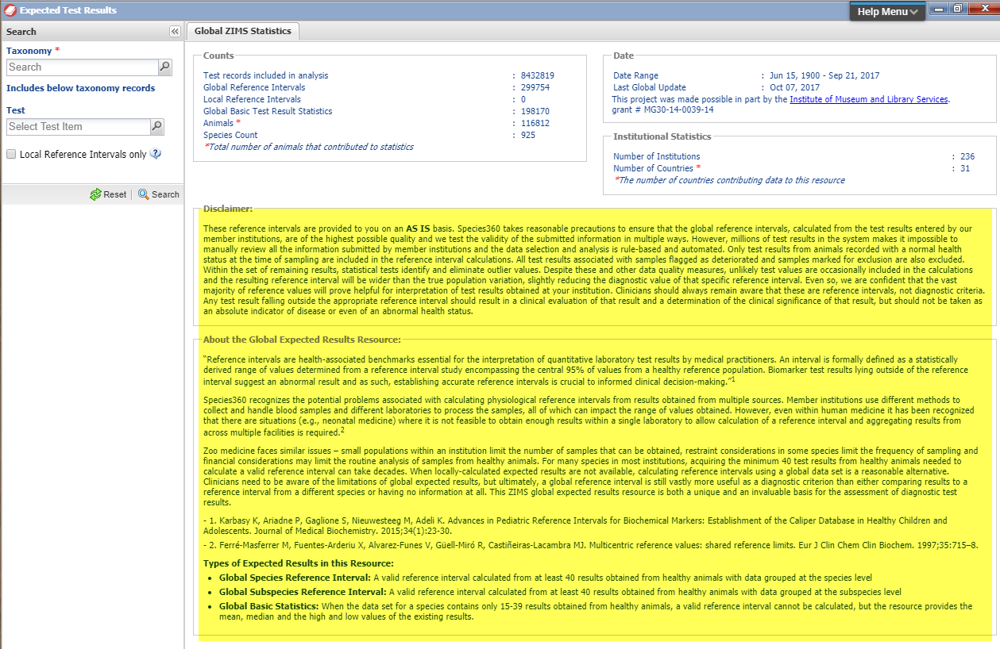 Expected Test Results
Help Menu
Search
Global ZIMS Statistics
Taxonomy *
Search
Includes below taxonomy records
Test
Select Test Item
Local Reference Intervals only
Reset
Search
Counts
Test records included in analysis : 8432819
Global Reference Intervals : 299754
Local Reference Intervals : 0
Global Basic Test Result Statistics : 198170
Animals * : 116812
Species Count : 925
*Total number of animals that contributed to statistics
Date
Date Range : Jun 15, 1900 - Sep 21, 2017
Last Global Update : Oct 07, 2017
This project was made possible in part by the Institute of Museum and Library Services.
grant # MG30-14-0039-14
Institutional Statistics
Number of Institutions : 236
Number of Countries * : 31
*The number of countries contributing data to this resource
Disclaimer:
These reference intervals are provided to you on an AS IS basis. Species360 takes reasonable precautions to ensure that the global reference intervals, calculated from the test results entered by our
member institutions, are of the highest possible quality and we test the validity of the submitted information in multiple ways. However, millions of test results in the system makes it impossible to
manually review all the information submitted by member institutions and the data selection and analysis is rule-based and automated. Only test results from animals recorded with a normal health
status at the time of sampling are included in the reference interval calculations. All test results associated with samples flagged as deteriorated and samples marked for exclusion are also excluded.
Within the set of remaining results, statistical tests identify and eliminate outlier values. Despite these and other data quality measures, unlikely test values are occasionally included in the calculations
and the resulting reference interval will be wider than the true population variation, slightly reducing the diagnostic value of that specific reference interval. Even so, we are confident that the vast
majority of reference values will prove helpful for interpretation of test results obtained at your institution. Clinicians should always remain aware that these are reference intervals, not diagnostic criteria.
Any test result falling outside the appropriate reference interval should result in a clinical evaluation of that result and a determination of the clinical significance of that result, but should not be taken as
an absolute indicator of disease or even of an abnormal health status.
About the Global Expected Results Resource:
"Reference intervals are health-associated benchmarks essential for the interpretation of quantitative laboratory test results by medical practitioners. An interval is formally defined as a statistically
derived range of values determined from a reference interval study encompassing the central 95% of values from a healthy reference population. Biomarker test results lying outside of the reference
interval suggest an abnormal result and as such, establishing accurate reference intervals is crucial to informed clinical decision-making."1
Species360 recognizes the potential problems associated with calculating physiological reference intervals from results obtained from multiple sources. Member institutions use different methods to
collect and handle blood samples and different laboratories to process the samples, all of which can impact the range of values obtained. However, even within human medicine it has been recognized
that there are situations (e.g., neonatal medicine) where it is not feasible to obtain enough results within a single laboratory to allow calculation of a reference interval and aggregating results from
across multiple facilities is required.2
Zoo medicine faces similar issues – small populations within an institution limit the number of samples that can be obtained, restraint considerations in some species limit the frequency of sampling and
financial considerations may limit the routine analysis of samples from healthy animals. For many species in most institutions, acquiring the minimum 40 test results from healthy animals needed to
calculate a valid reference interval can take decades. When locally-calculated expected results are not available, calculating reference intervals using a global data set is a reasonable alternative.
Clinicians need to be aware of the limitations of global expected results, but ultimately, a global reference interval is still vastly more useful as a diagnostic criterion than either comparing results to a
reference interval from a different species or having no information at all. This ZIMS global expected results resource is both a unique and an invaluable basis for the assessment of diagnostic test
results.
- 1. Karbasy K, Ariadne P, Gaglione S, Nieuwesteeg M, Adeli K. Advances in Pediatric Reference Intervals for Biochemical Markers: Establishment of the Caliper Database in Healthy Children and
Adolescents. Journal of Medical Biochemistry. 2015;34(1):23-30.
- 2. Ferré-Masferrer M, Fuentes-Arderiu X, Alvarez-Funes V, Güell-Miró R, Castiñeiras-Lacambra MJ. Multicentric reference values: shared reference limits. Eur J Clin Chem Clin Biochem. 1997;35:715–8.
Types of Expected Results in this Resource:
• Global Species Reference Interval: A valid reference interval calculated from at least 40 results obtained from healthy animals with data grouped at the species level
• Global Subspecies Reference Interval: A valid reference interval calculated from at least 40 results obtained from healthy animals with data grouped at the subspecies level
• Global Basic Statistics: When the data set for a species contains only 15-39 results obtained from healthy animals, a valid reference interval cannot be calculated, but the resource provides the
mean, median and the high and low values of the existing results.